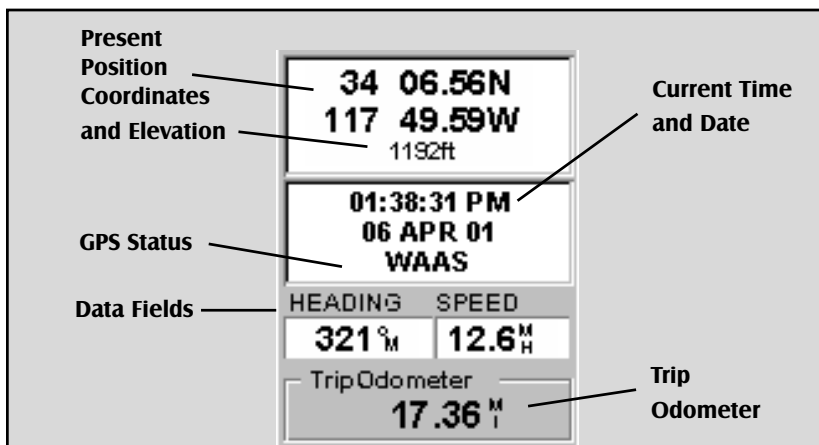 Present
Position
Coordinates
and Elevation
34 06.56N
117 49.59W
1192ft
Current Time
and Date
01:38:31 PM
06 APR 01
WAAS
GPS Status
Data Fields
HEADING SPEED
321°M 12.6MH
Trip Odometer
17.36MI
Trip
Odometer